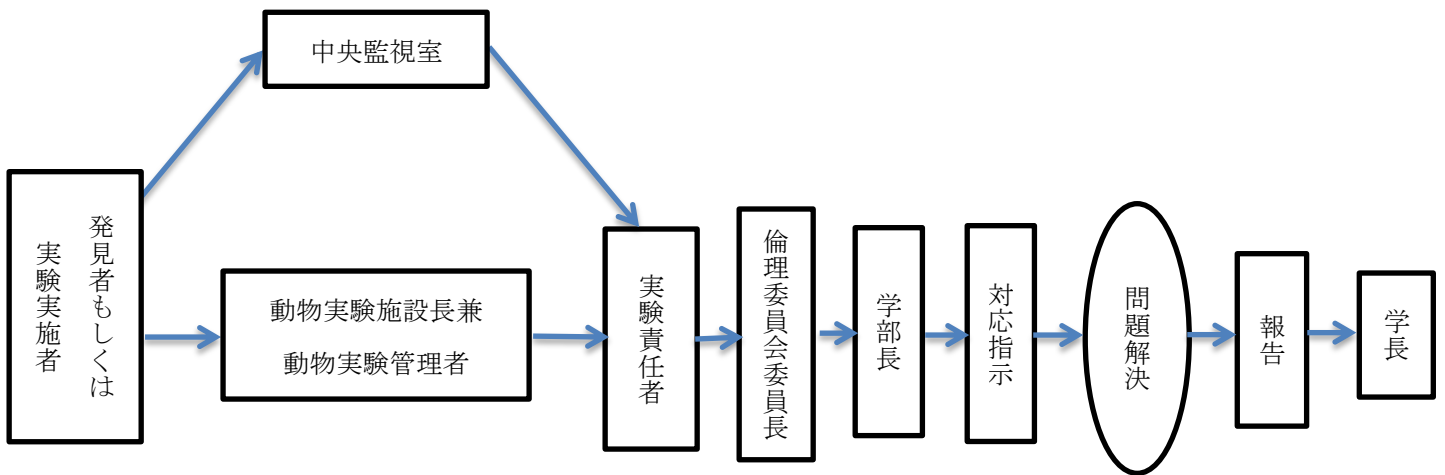 中央監視室
発見者もしくは
実験実施者
動物実験施設長兼
動物実験管理者
実験責任者
倫理委員会委員長
学部長
対応指示
問題解決
報告
学長